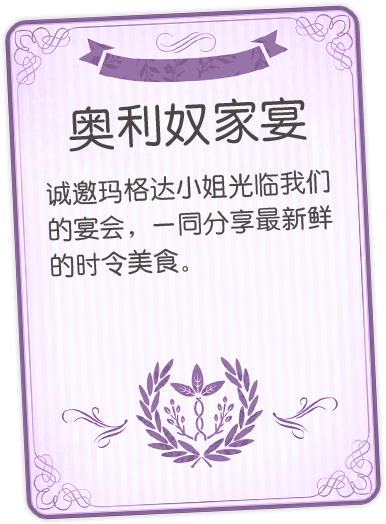 奥利奴家宴
诚邀玛格达小姐光临我们
的宴会，一同分享最新鲜
的时令美食。